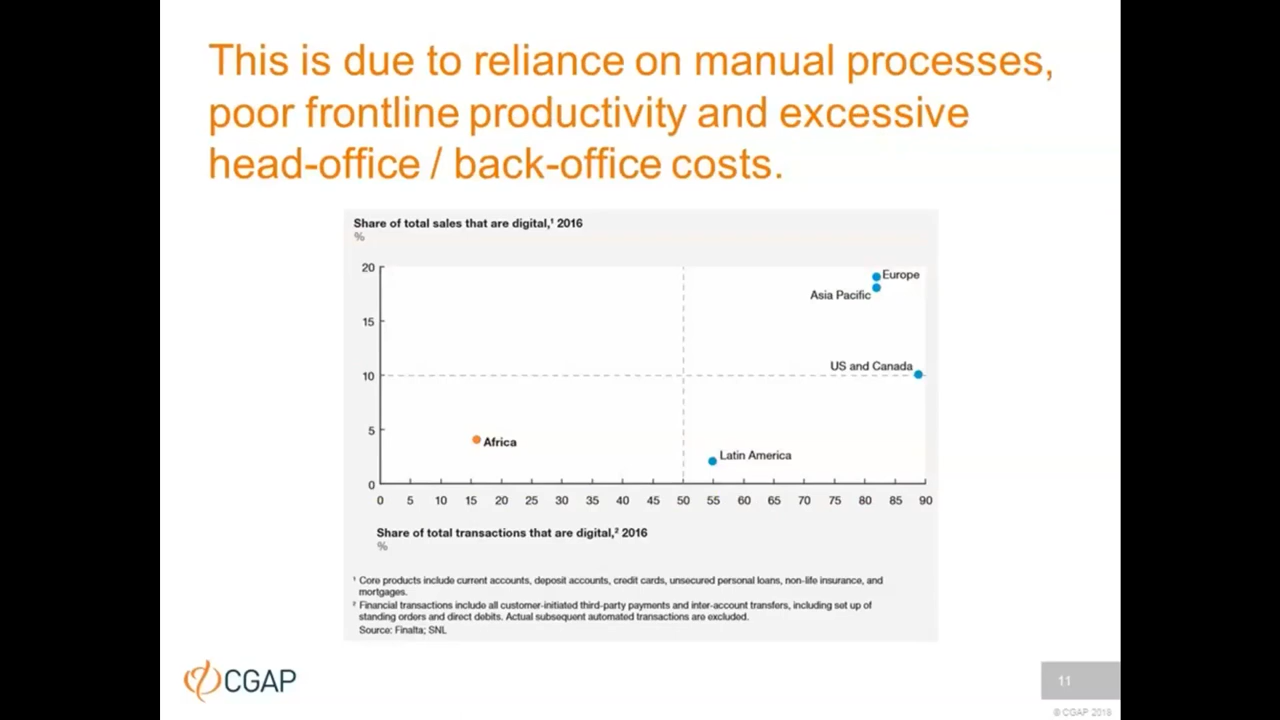 This is due to reliance on manual processes,
poor frontline productivity and excessive
head-office / back-office costs.
Share of total sales that are digital,¹ 2016
%
20
Europe
Asia Pacific
15
US and Canada
10
5
Africa
Latin America
0
0 5 10 15 20 25 30 35 40 45 50 55 60 65 70 75 80 85 90
Share of total transactions that are digital,² 2016
%
¹ Core products include current accounts, deposit accounts, credit cards, unsecured personal loans, non-life insurance, and
mortgages.
² Financial transactions include all customer-initiated third-party payments and inter-account transfers, including set up of
standing orders and direct debits. Actual subsequent automated transactions are excluded.
Source: Finalta; SNL
CGAP
11
© CGAP 2018